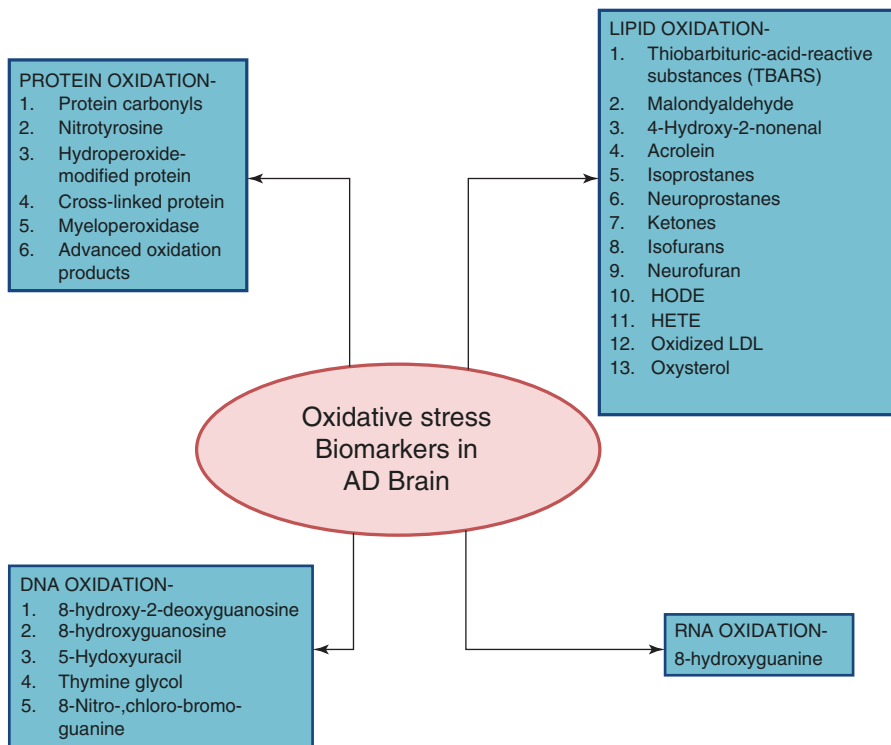 PROTEIN OXIDATION-
1. Protein carbonyls
2. Nitrotyrosine
3. Hydroperoxide-
modified protein
4. Cross-linked protein
5. Myeloperoxidase
6. Advanced oxidation
products
LIPID OXIDATION-
1. Thiobarbituric-acid-reactive
substances (TBARS)
2. Malondyaldehyde
3. 4-Hydroxy-2-nonenal
4. Acrolein
5. Isoprostanes
6. Neuroprostanes
7. Ketones
8. Isofurans
9. Neurofuran
10. HODE
11. HETE
12. Oxidized LDL
13. Oxysterol
Oxidative stress
Biomarkers in
AD Brain
DNA OXIDATION-
1. 8-hydroxy-2-deoxyguanosine
2. 8-hydroxyguanosine
3. 5-Hydoxyuracil
4. Thymine glycol
5. 8-Nitro-,chloro-bromo-
guanine
RNA OXIDATION-
8-hydroxyguanine